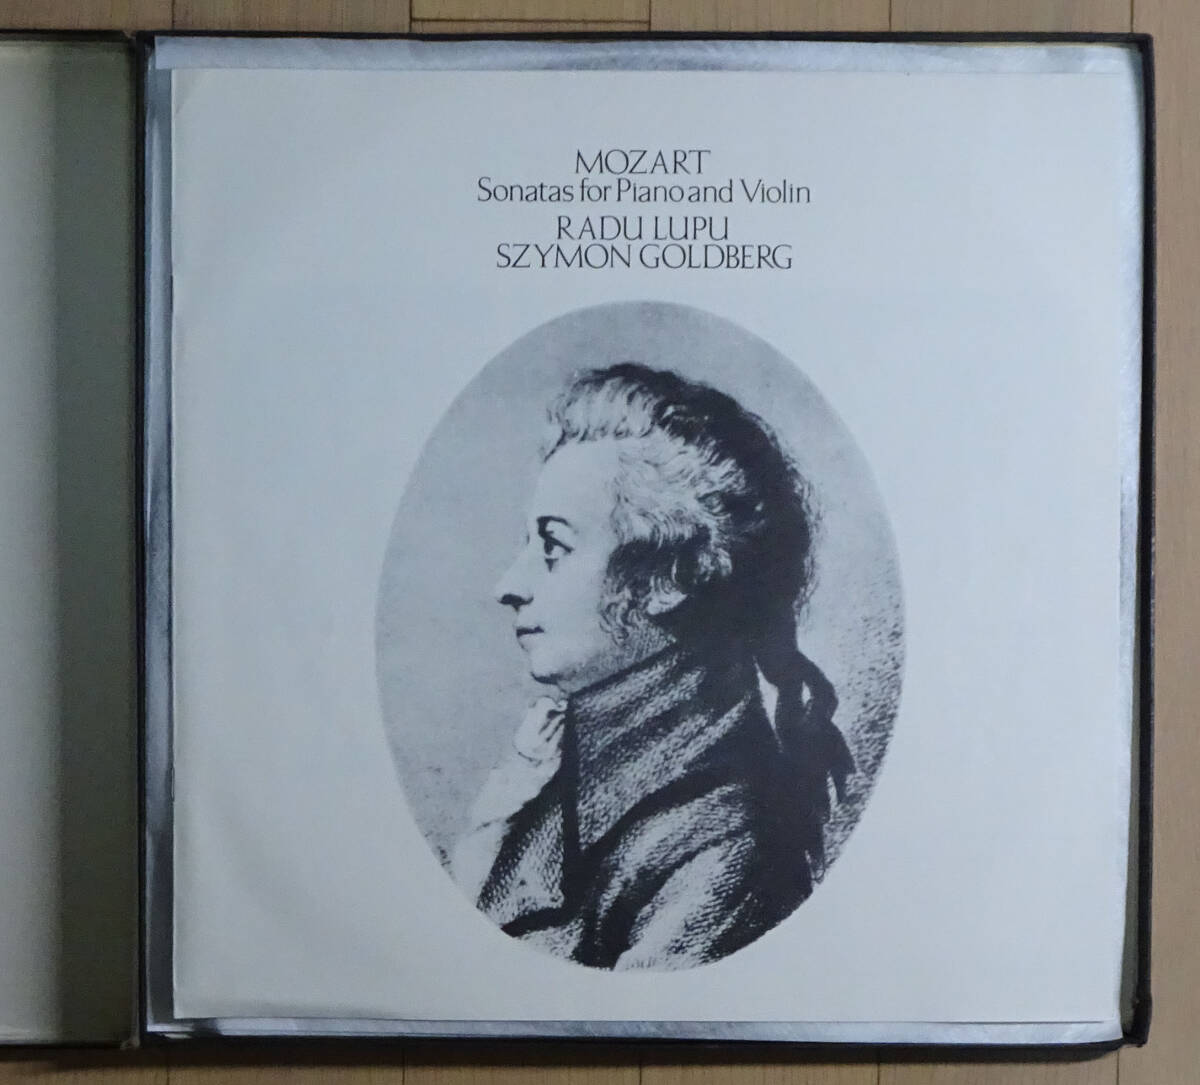 MOZART
Sonatas for Piano and Violin
RADU LUPU
SZYMON GOLDBERG